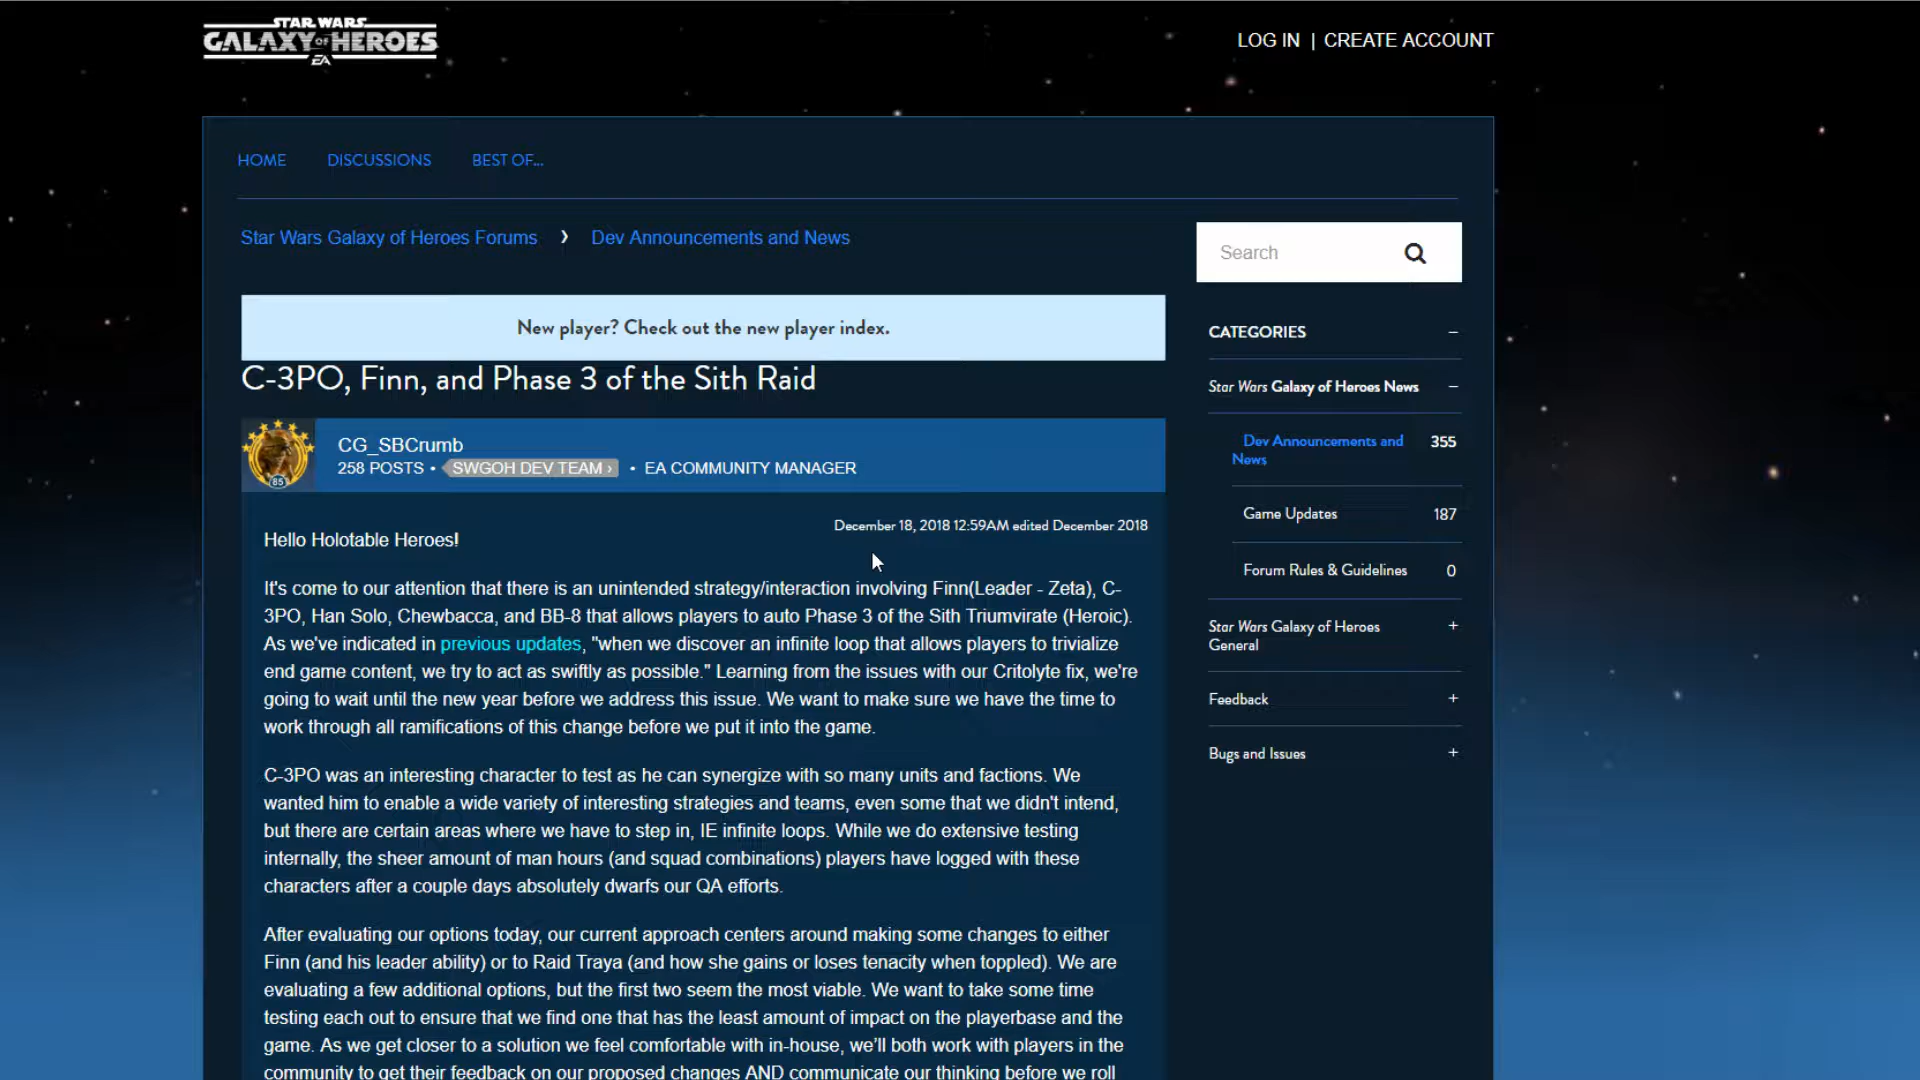 STAR WARS
GALAXY OF HEROES
EA
LOG IN | CREATE ACCOUNT
HOME DISCUSSIONS BEST OF...
Star Wars Galaxy of Heroes Forums › Dev Announcements and News
Search
New player? Check out the new player index.
C-3PO, Finn, and Phase 3 of the Sith Raid
85
CG_SBCrumb
258 POSTS • SWGOH DEV TEAM › • EA COMMUNITY MANAGER
December 18, 2018 12:59AM edited December 2018
Hello Holotable Heroes!
It's come to our attention that there is an unintended strategy/interaction involving Finn(Leader - Zeta), C-
3PO, Han Solo, Chewbacca, and BB-8 that allows players to auto Phase 3 of the Sith Triumvirate (Heroic).
As we've indicated in previous updates, "when we discover an infinite loop that allows players to trivialize
end game content, we try to act as swiftly as possible." Learning from the issues with our Critolyte fix, we're
going to wait until the new year before we address this issue. We want to make sure we have the time to
work through all ramifications of this change before we put it into the game.
C-3PO was an interesting character to test as he can synergize with so many units and factions. We
wanted him to enable a wide variety of interesting strategies and teams, even some that we didn't intend,
but there are certain areas where we have to step in, IE infinite loops. While we do extensive testing
internally, the sheer amount of man hours (and squad combinations) players have logged with these
characters after a couple days absolutely dwarfs our QA efforts.
After evaluating our options today, our current approach centers around making some changes to either
Finn (and his leader ability) or to Raid Traya (and how she gains or loses tenacity when toppled). We are
evaluating a few additional options, but the first two seem the most viable. We want to take some time
testing each out to ensure that we find one that has the least amount of impact on the playerbase and the
game. As we get closer to a solution we feel comfortable with in-house, we'll both work with players in the
community to get their feedback on our proposed changes AND communicate our thinking before we roll
CATEGORIES −
Star Wars Galaxy of Heroes News −
Dev Announcements and 355
News
Game Updates 187
Forum Rules & Guidelines 0
Star Wars Galaxy of Heroes +
General
Feedback +
Bugs and Issues +